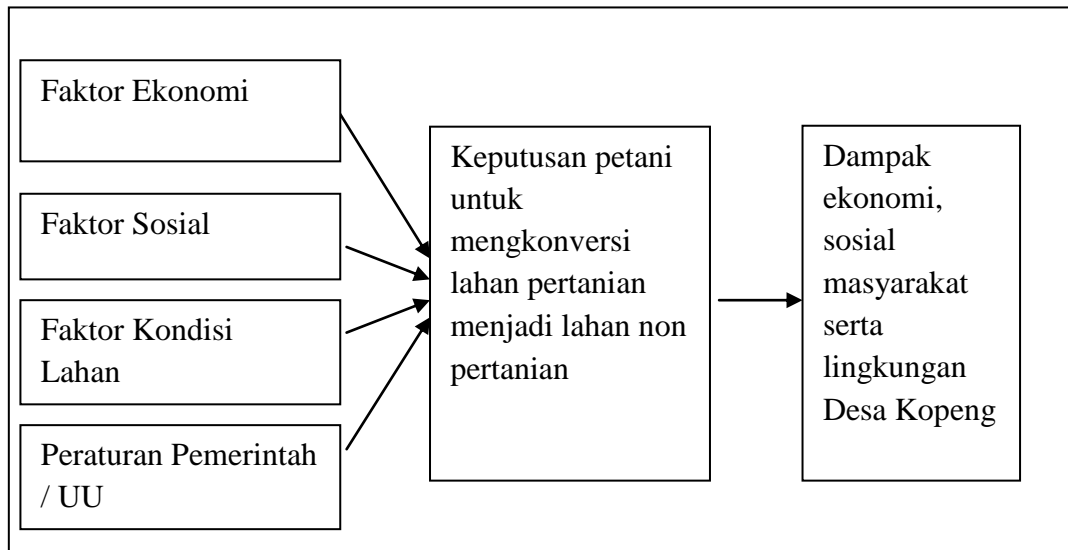 Faktor Ekonomi
Faktor Sosial
Faktor Kondisi
Lahan
Peraturan Pemerintah
/ UU
Keputusan petani
untuk
mengkonversi
lahan pertanian
menjadi lahan non
pertanian
Dampak
ekonomi,
sosial
masyarakat
serta
lingkungan
Desa Kopeng